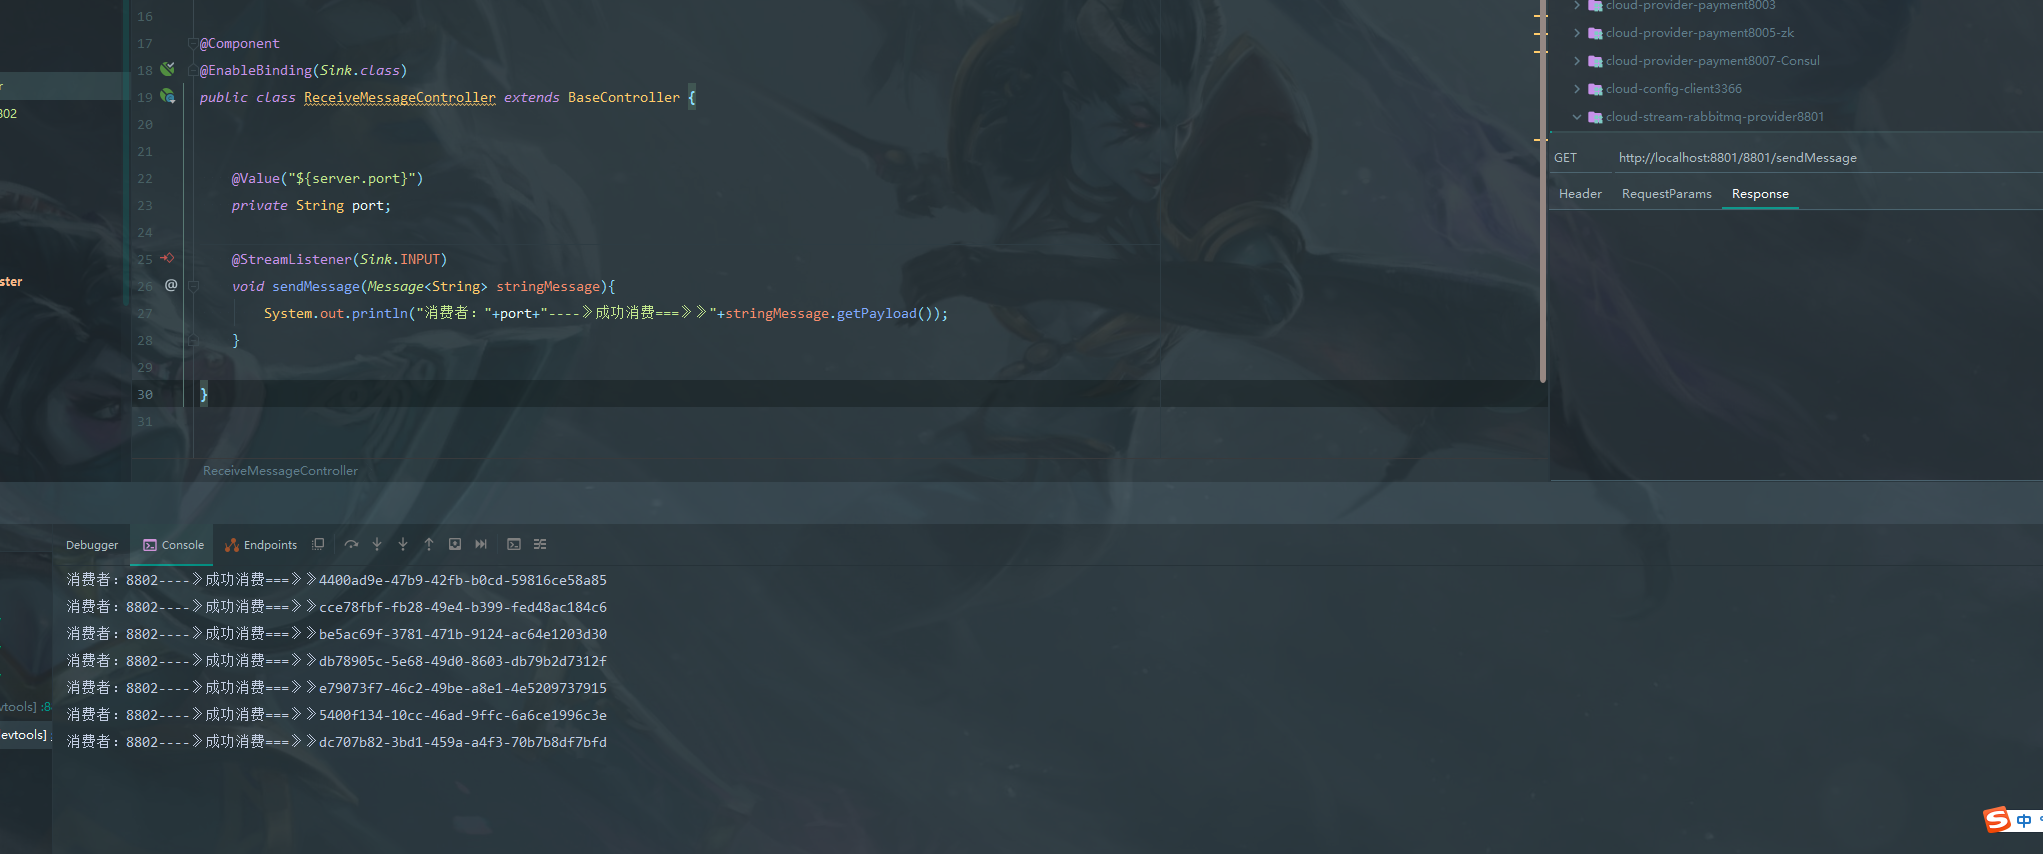 16
17 @Component
18 @EnableBinding(Sink.class)
19 public class ReceiveMessageController extends BaseController {
20
21
22 @Value("${server.port}")
23 private String port;
24
25 @StreamListener(Sink.INPUT)
26 void sendMessage(Message<String> stringMessage){
27 System.out.println("消费者："+port+"----》成功消费===》》"+stringMessage.getPayload());
28 }
29
30 }
31
ReceiveMessageController
r
802
ster
cloud-provider-payment8003
cloud-provider-payment8005-zk
cloud-provider-payment8007-Consul
cloud-config-client3366
cloud-stream-rabbitmq-provider8801
GET http://localhost:8801/8801/sendMessage
Header RequestParams Response
Debugger Console Endpoints
消费者：8802----》成功消费===》》4400ad9e-47b9-42fb-b0cd-59816ce58a85
消费者：8802----》成功消费===》》cce78fbf-fb28-49e4-b399-fed48ac184c6
消费者：8802----》成功消费===》》be5ac69f-3781-471b-9124-ac64e1203d30
消费者：8802----》成功消费===》》db78905c-5e68-49d0-8603-db79b2d7312f
消费者：8802----》成功消费===》》e79073f7-46c2-49be-a8e1-4e5209737915
消费者：8802----》成功消费===》》5400f134-10cc-46ad-9ffc-6a6ce1996c3e
消费者：8802----》成功消费===》》dc707b82-3bd1-459a-a4f3-70b7b8df7bfd
vtools] :8
evtools]
中